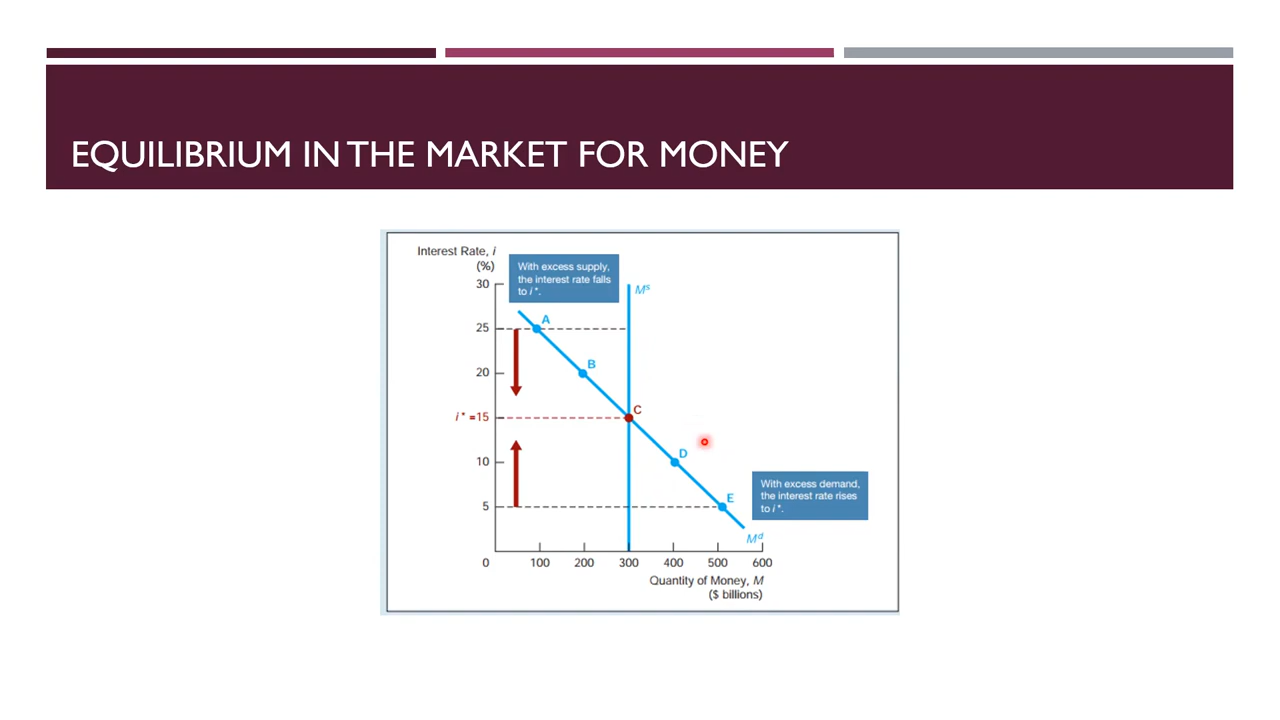 EQUILIBRIUM IN THE MARKET FOR MONEY
Interest Rate, i
(%)
With excess supply,
the interest rate falls
to i*.
30
Mˢ
A
25
B
20
C
i* =15
D
10
With excess demand,
the interest rate rises
to i*.
E
5
Mᵈ
0 100 200 300 400 500 600
Quantity of Money, M
($ billions)